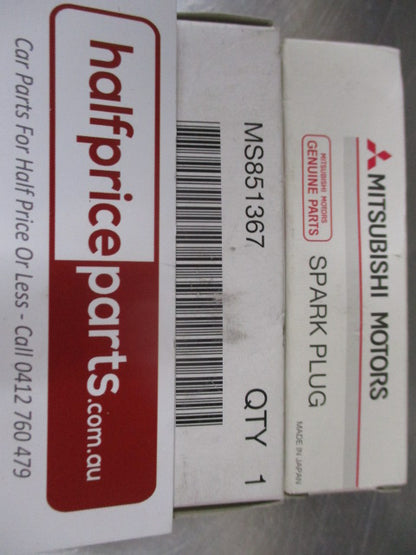 halfpriceparts.com.au
Car Parts For Half Price Or Less - Call 0412 760 479
MS851367 QTY 1
MITSUBISHI MOTORS
MITSUBISHI MOTORS
GENUINE PARTS
SPARK PLUG
MADE IN JAPAN